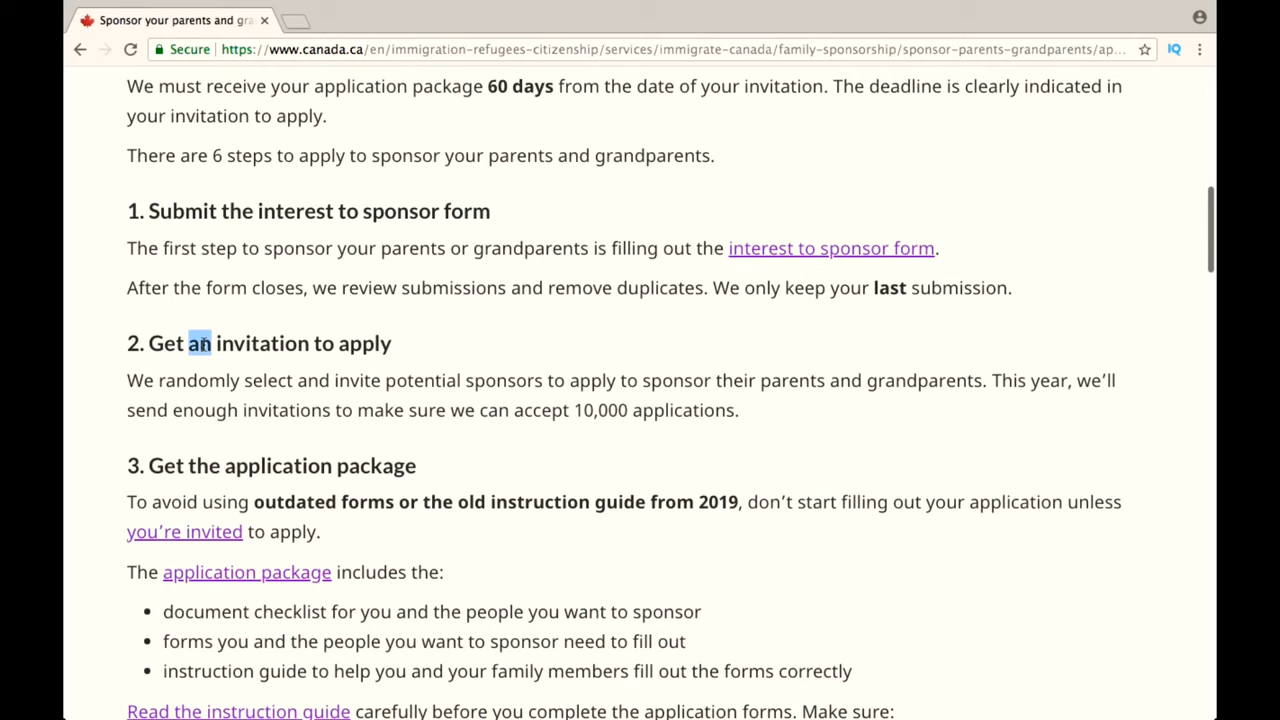 Sponsor your parents and gra
Secure https://www.canada.ca/en/immigration-refugees-citizenship/services/immigrate-canada/family-sponsorship/sponsor-parents-grandparents/ap...
We must receive your application package 60 days from the date of your invitation. The deadline is clearly indicated in
your invitation to apply.
There are 6 steps to apply to sponsor your parents and grandparents.
1. Submit the interest to sponsor form
The first step to sponsor your parents or grandparents is filling out the interest to sponsor form.
After the form closes, we review submissions and remove duplicates. We only keep your last submission.
2. Get an invitation to apply
We randomly select and invite potential sponsors to apply to sponsor their parents and grandparents. This year, we’ll
send enough invitations to make sure we can accept 10,000 applications.
3. Get the application package
To avoid using outdated forms or the old instruction guide from 2019, don’t start filling out your application unless
you’re invited to apply.
The application package includes the:
• document checklist for you and the people you want to sponsor
• forms you and the people you want to sponsor need to fill out
• instruction guide to help you and your family members fill out the forms correctly
Read the instruction guide carefully before you complete the application forms. Make sure: